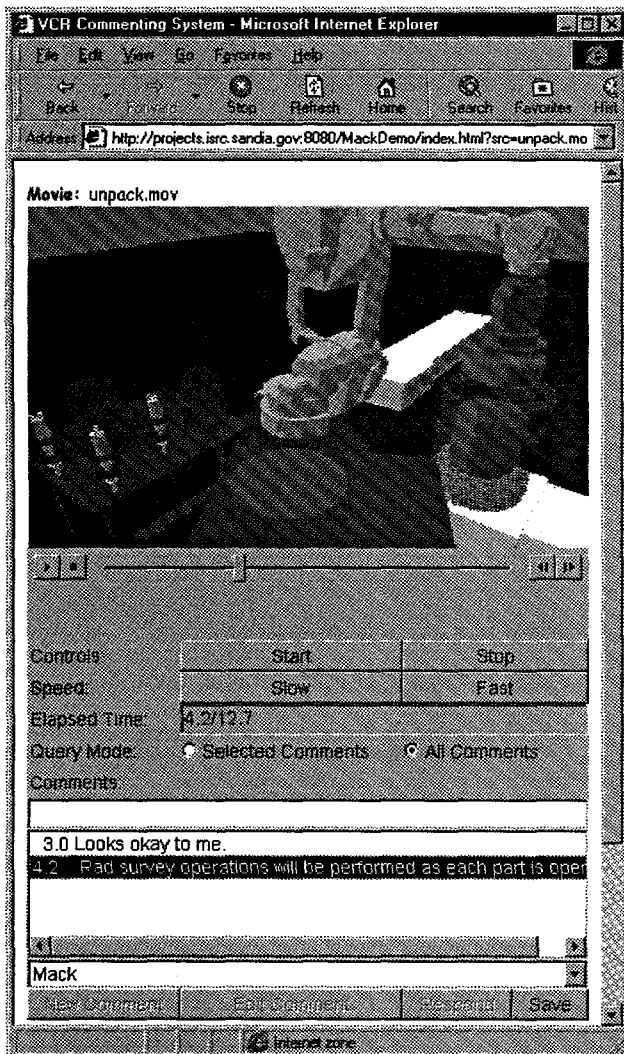 VCR Commenting System - Microsoft Internet Explorer
File Edit View Go Favorites Help
Back Forward Stop Refresh Home Search Favorites Hist
Address http://projects.isrc.sandia.gov:8080/MackDemo/index.html?src=unpack.mo
Movie: unpack.mov
Controls: Start Stop
Speed: Slow Fast
Elapsed Time: 4.2/12.7
Query Mode: Selected Comments All Comments
Comments
3.0 Looks okay to me.
4.2 Rad survey operations will be performed as each part is oper
Mack
New Comment Edit Comment Respond Save
Internet zone